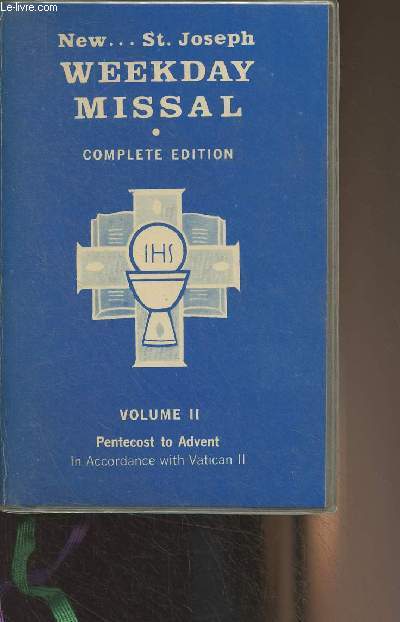 © Le-livre.com
New... St. Joseph
WEEKDAY
MISSAL
•
COMPLETE EDITION
IHS
VOLUME II
Pentecost to Advent
In Accordance with Vatican II